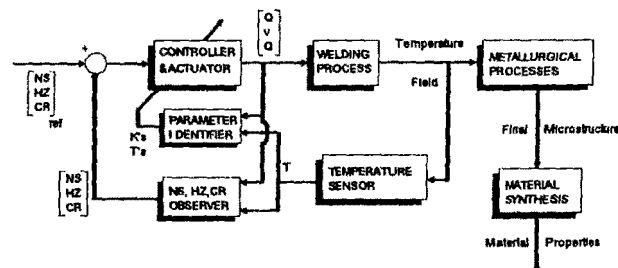 Q
v
Q
CONTROLLER
& ACTUATOR
WELDING
PROCESS
Temperature
Field
METALLURGICAL
PROCESSES
+
NS
HZ
CR
ref
K's
T's
PARAMETER
I DENTIFIER
Final Microstructure
T
TEMPERATURE
SENSOR
MATERIAL
SYNTHESIS
NS
HZ
CR
NS, HZ,CR
OBSERVER
Material Properties